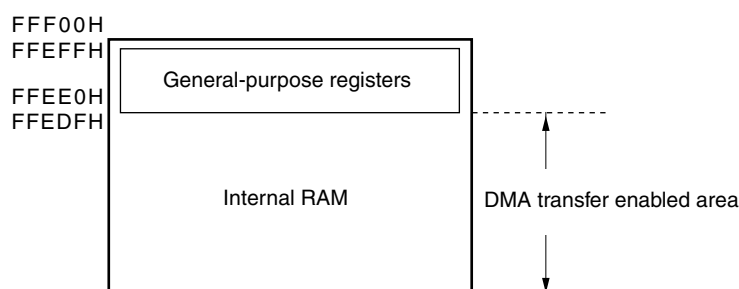 FFF00H
FFEFFH
General-purpose registers
FFEE0H
FFEDFH
Internal RAM
DMA transfer enabled area